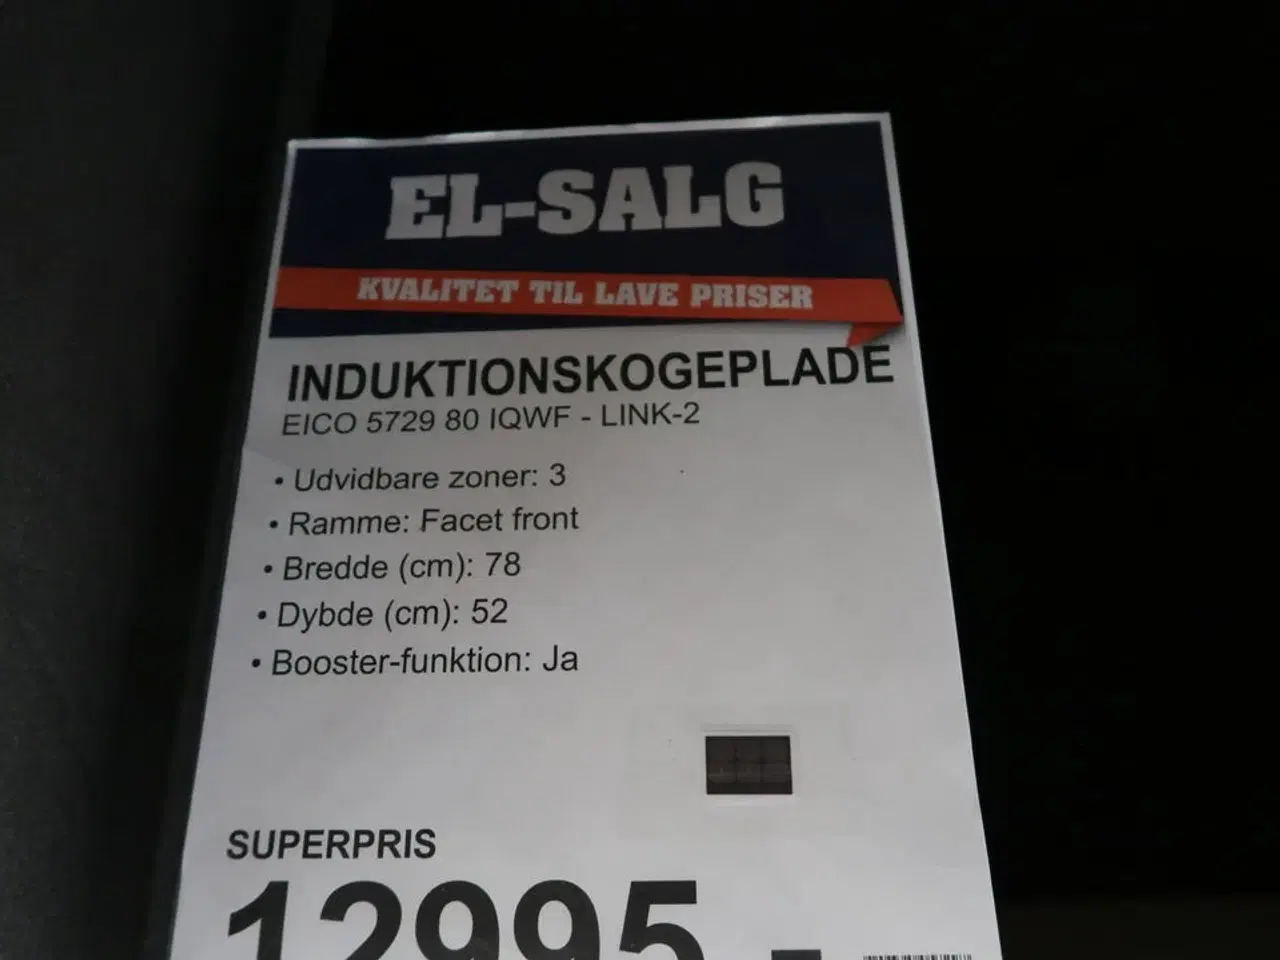 EL-SALG
KVALITET TIL LAVE PRISER
INDUKTIONSKOGEPLADE
EICO 5729 80 IQWF - LINK-2
• Udvidbare zoner: 3
• Ramme: Facet front
• Bredde (cm): 78
• Dybde (cm): 52
• Booster-funktion: Ja
SUPERPRIS
12995,-